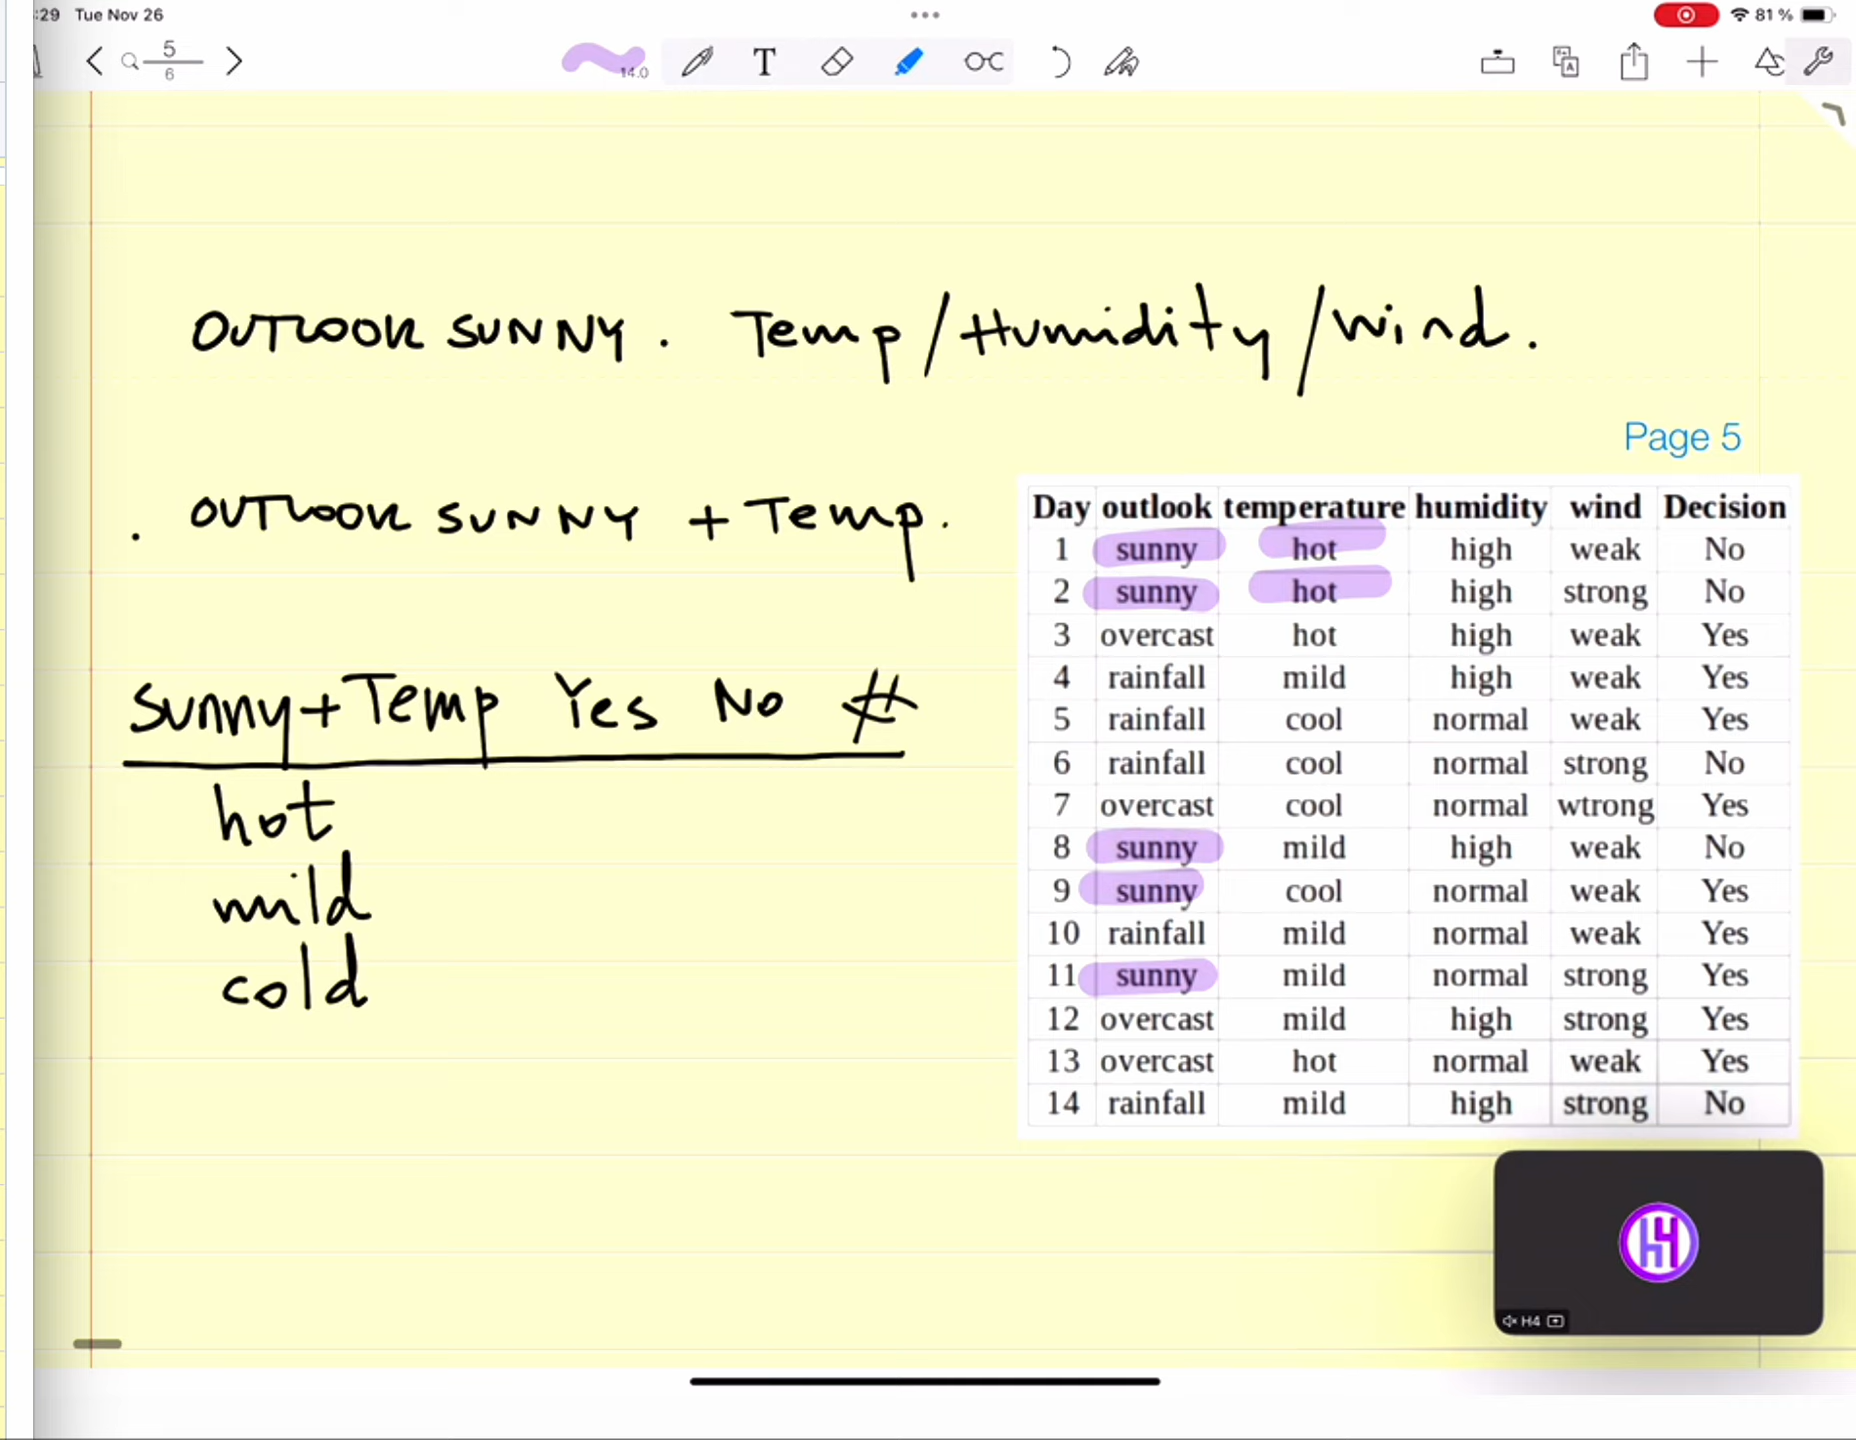 :29 Tue Nov 26
81 %
5
6
14.0
T
A
OUTLOOK SUNNY. Temp/Humidity/Wind.
Page 5
. OUTLOOK SUNNY + Temp.
Sunny+Temp Yes No #
hot
mild
cold
Day outlook temperature humidity wind Decision
1 sunny hot high weak No
2 sunny hot high strong No
3 overcast hot high weak Yes
4 rainfall mild high weak Yes
5 rainfall cool normal weak Yes
6 rainfall cool normal strong No
7 overcast cool normal wtrong Yes
8 sunny mild high weak No
9 sunny cool normal weak Yes
10 rainfall mild normal weak Yes
11 sunny mild normal strong Yes
12 overcast mild high strong Yes
13 overcast hot normal weak Yes
14 rainfall mild high strong No
H4
H4